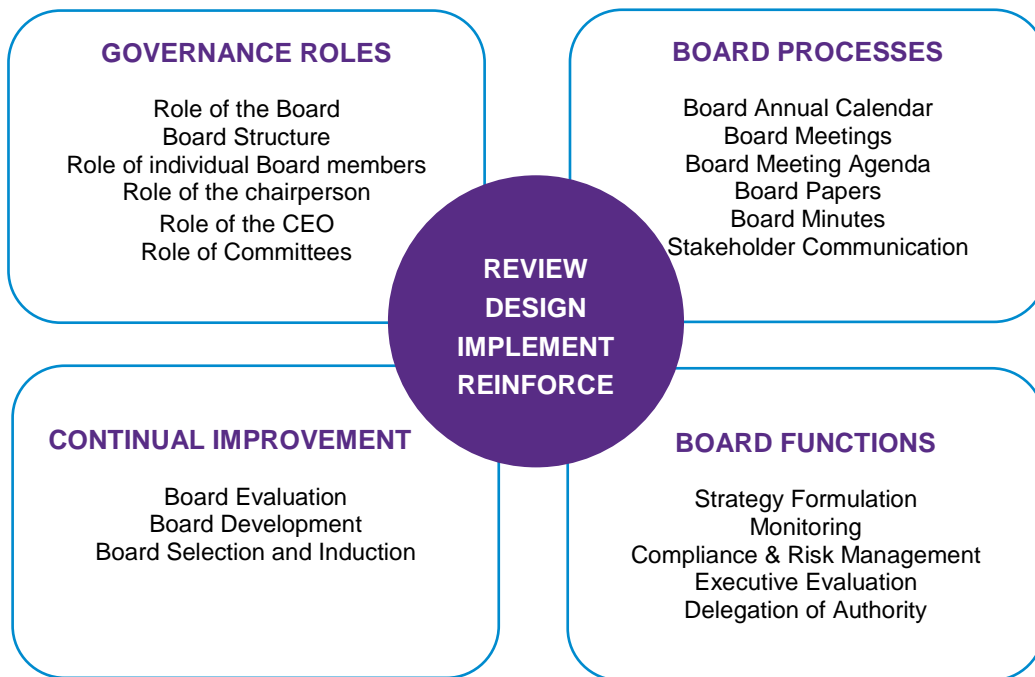 GOVERNANCE ROLES
Role of the Board
Board Structure
Role of individual Board members
Role of the chairperson
Role of the CEO
Role of Committees
BOARD PROCESSES
Board Annual Calendar
Board Meetings
Board Meeting Agenda
Board Papers
Board Minutes
Stakeholder Communication
REVIEW
DESIGN
IMPLEMENT
REINFORCE
CONTINUAL IMPROVEMENT
Board Evaluation
Board Development
Board Selection and Induction
BOARD FUNCTIONS
Strategy Formulation
Monitoring
Compliance & Risk Management
Executive Evaluation
Delegation of Authority